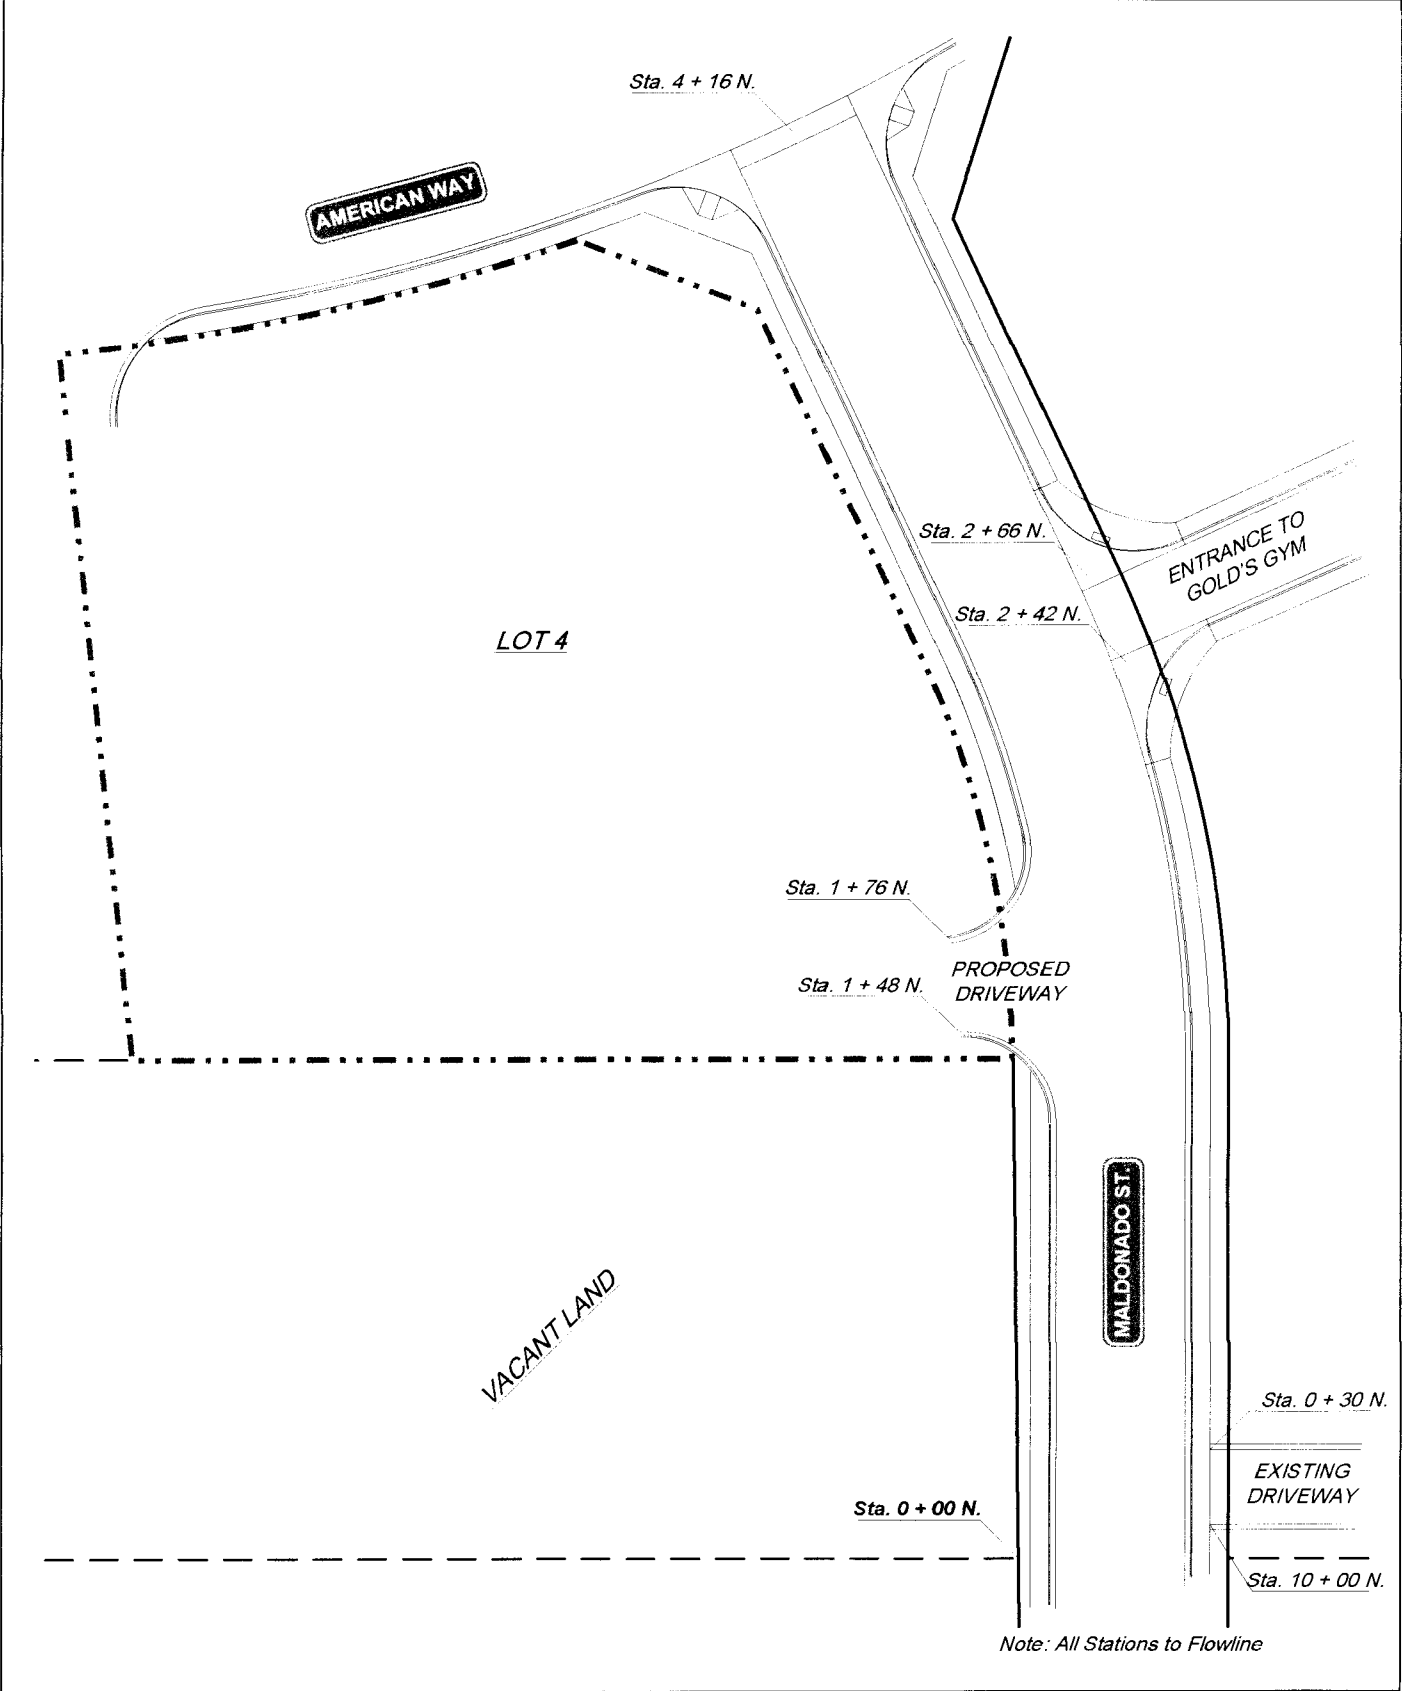 Sta. 4 + 16 N.
AMERICAN WAY
Sta. 2 + 66 N.
ENTRANCE TO
GOLD'S GYM
Sta. 2 + 42 N.
LOT 4
Sta. 1 + 76 N.
PROPOSED
DRIVEWAY
Sta. 1 + 48 N.
MALDONADO ST.
VACANT LAND
Sta. 0 + 30 N.
EXISTING
DRIVEWAY
Sta. 0 + 00 N.
Sta. 10 + 00 N.
Note: All Stations to Flowline